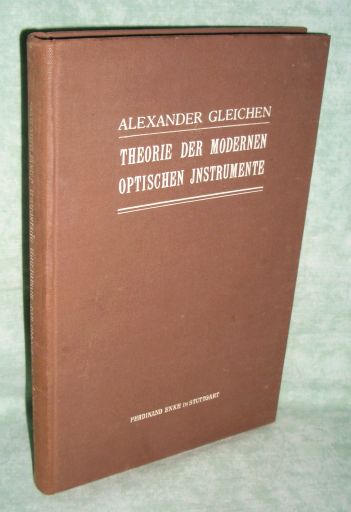 ALEXANDER GLEICHEN
THEORIE DER MODERNEN
OPTISCHEN JNSTRUMENTE
FERDINAND ENKE IN STUTTGART